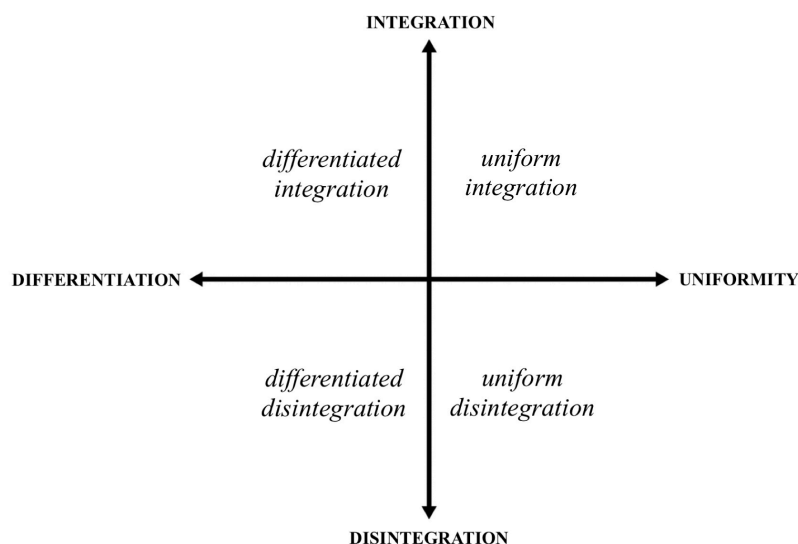 INTEGRATION
differentiated
integration
uniform
integration
DIFFERENTIATION
UNIFORMITY
differentiated
disintegration
uniform
disintegration
DISINTEGRATION